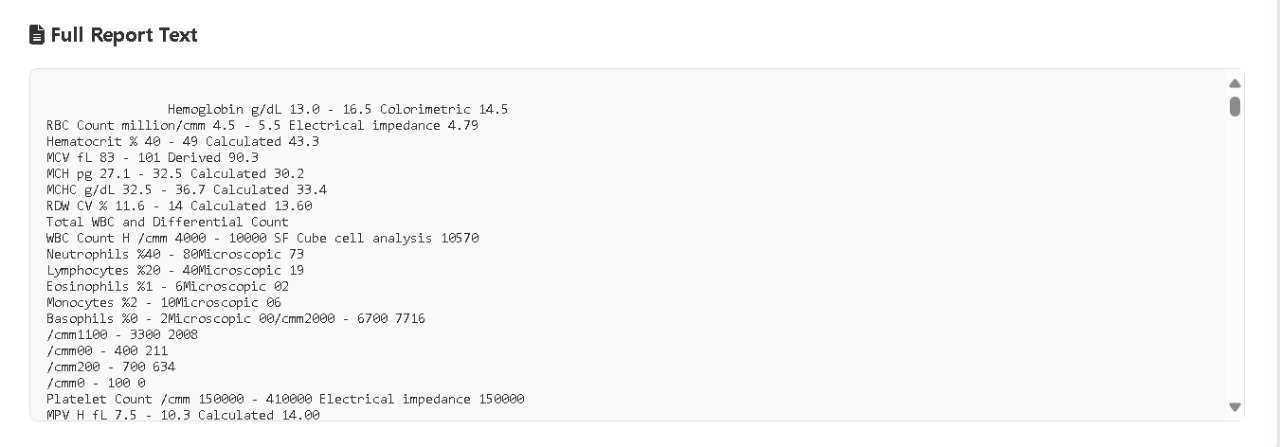 Full Report Text
Hemoglobin g/dL 13.0 - 16.5 Colorimetric 14.5
RBC Count million/cmm 4.5 - 5.5 Electrical impedance 4.79
Hematocrit % 40 - 49 Calculated 43.3
MCV fL 83 - 101 Derived 90.3
MCH pg 27.1 - 32.5 Calculated 30.2
MCHC g/dL 32.5 - 36.7 Calculated 33.4
RDW CV % 11.6 - 14 Calculated 13.60
Total WBC and Differential Count
WBC Count H /cmm 4000 - 10000 SF Cube cell analysis 10570
Neutrophils %40 - 80Microscopic 73
Lymphocytes %20 - 40Microscopic 19
Eosinophils %1 - 6Microscopic 02
Monocytes %2 - 10Microscopic 06
Basophils %0 - 2Microscopic 00/cmm2000 - 6700 7716
/cmm1100 - 3300 2008
/cmm00 - 400 211
/cmm200 - 700 634
/cmm0 - 100 0
Platelet Count /cmm 150000 - 410000 Electrical impedance 150000
MPV H fL 7.5 - 10.3 Calculated 14.00